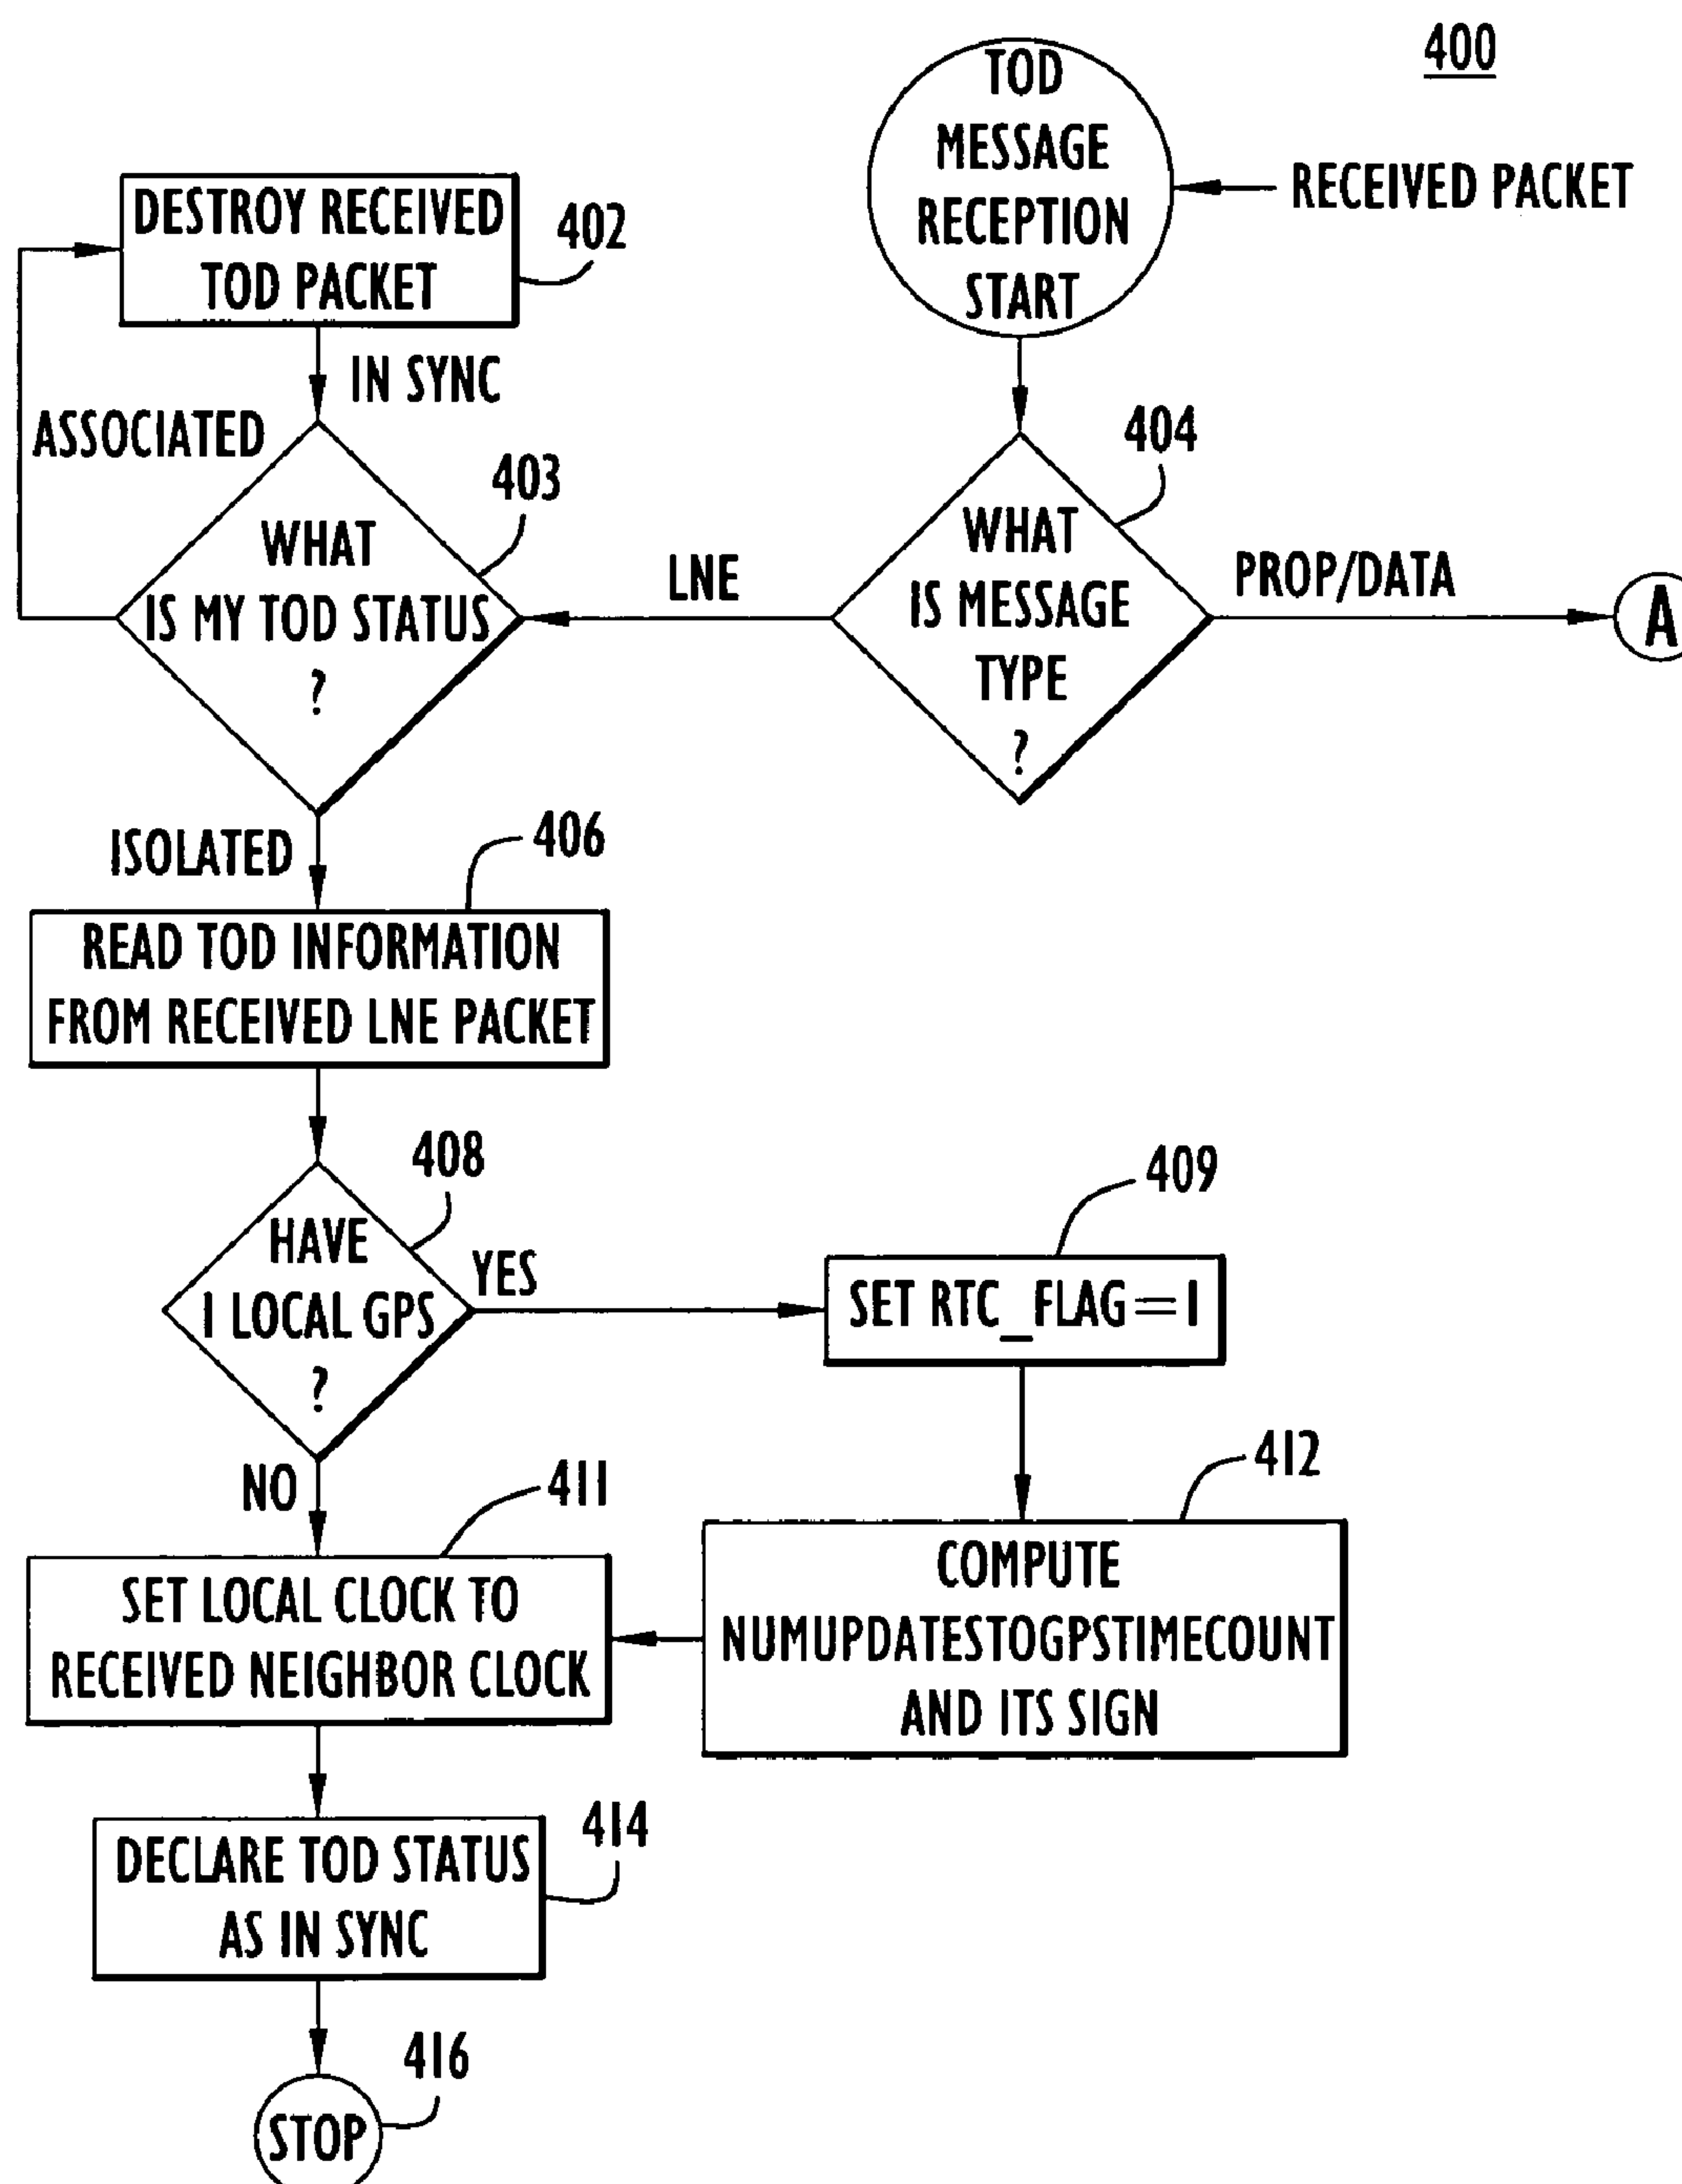 400
TOD
MESSAGE
RECEPTION
START
RECEIVED PACKET
DESTROY RECEIVED
TOD PACKET
402
IN SYNC
ASSOCIATED
403
WHAT
IS MY TOD STATUS
?
LNE
404
WHAT
IS MESSAGE
TYPE
?
PROP/DATA
A
ISOLATED
406
READ TOD INFORMATION
FROM RECEIVED LNE PACKET
408
HAVE
I LOCAL GPS
?
YES
409
SET RTC_FLAG=1
NO
411
412
COMPUTE
NUMUPDATESTOGPSTIMECOUNT
AND ITS SIGN
SET LOCAL CLOCK TO
RECEIVED NEIGHBOR CLOCK
414
DECLARE TOD STATUS
AS IN SYNC
416
STOP